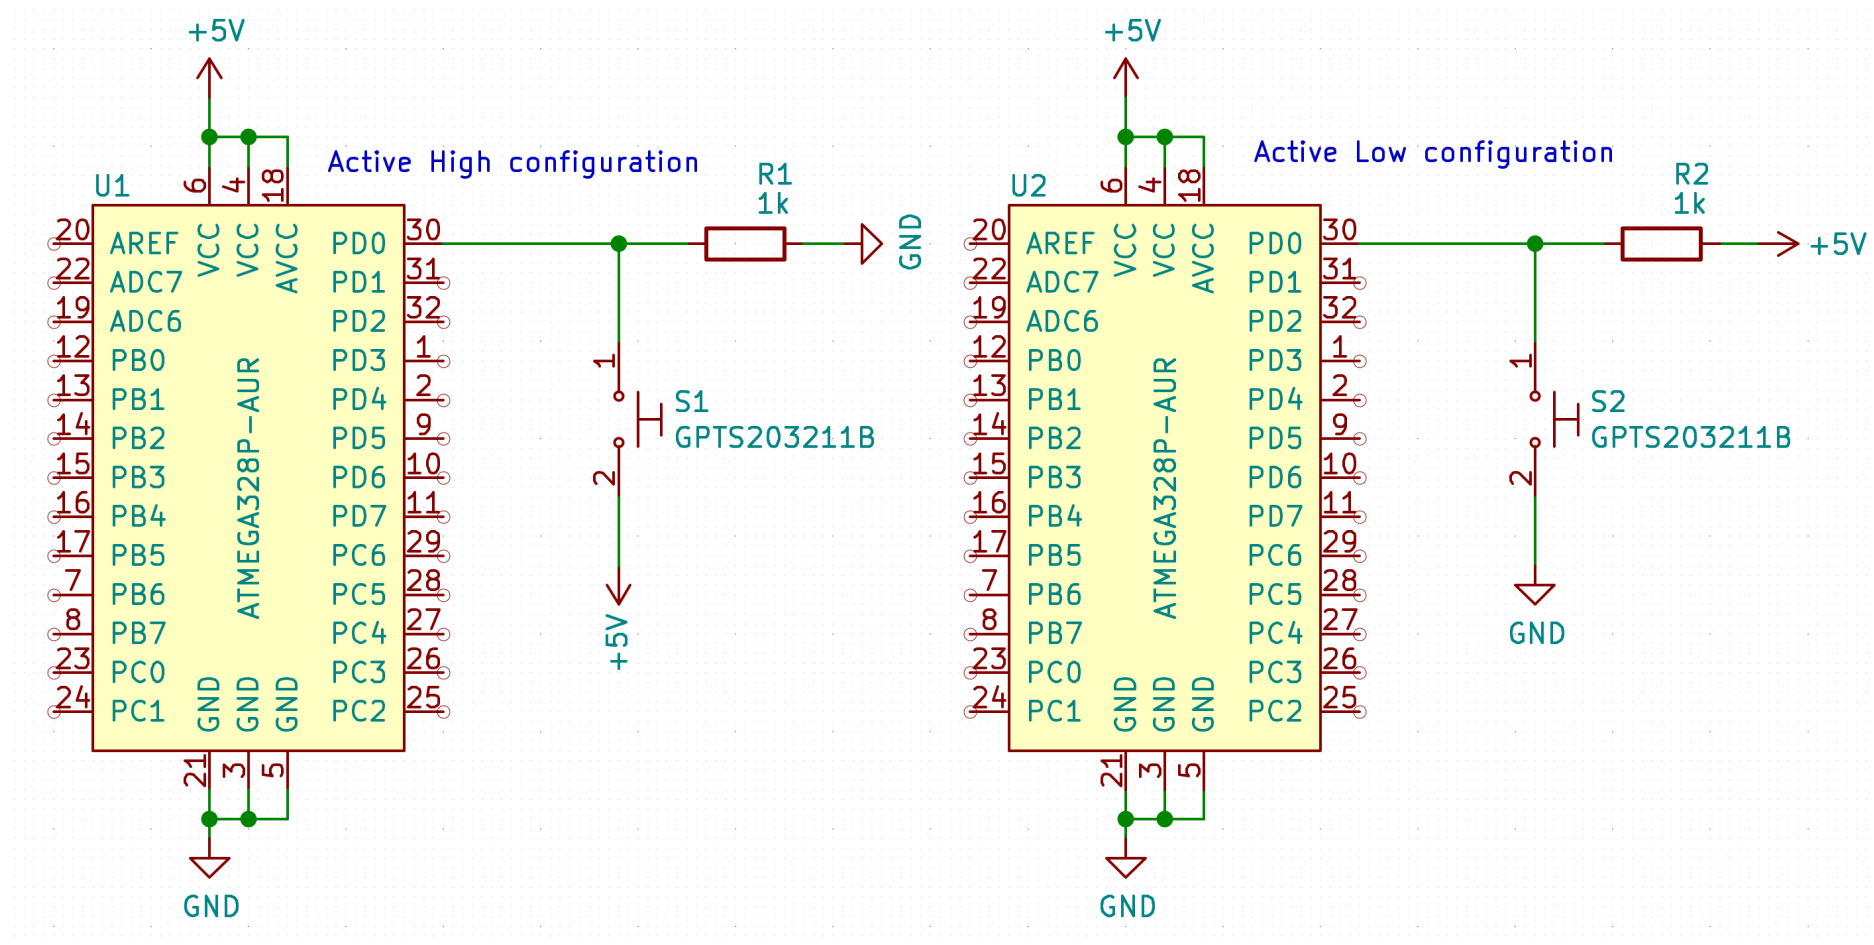 +5V
Active High configuration
U1
6
4
18
R1
1k
GND
20 AREF
22 ADC7
19 ADC6
12 PB0
13 PB1
14 PB2
15 PB3
16 PB4
17 PB5
7 PB6
8 PB7
23 PC0
24 PC1
VCC
VCC
AVCC
ATMEGA328P-AUR
GND
GND
GND
PD0 30
PD1 31
PD2 32
PD3 1
PD4 2
PD5 9
PD6 10
PD7 11
PC6 29
PC5 28
PC4 27
PC3 26
PC2 25
21
3
5
GND
1
S1
GPTS203211B
2
+5V
+5V
Active Low configuration
U2
6
4
18
R2
1k
+5V
20 AREF
22 ADC7
19 ADC6
12 PB0
13 PB1
14 PB2
15 PB3
16 PB4
17 PB5
7 PB6
8 PB7
23 PC0
24 PC1
VCC
VCC
AVCC
ATMEGA328P-AUR
GND
GND
GND
PD0 30
PD1 31
PD2 32
PD3 1
PD4 2
PD5 9
PD6 10
PD7 11
PC6 29
PC5 28
PC4 27
PC3 26
PC2 25
21
3
5
GND
1
S2
GPTS203211B
2
GND